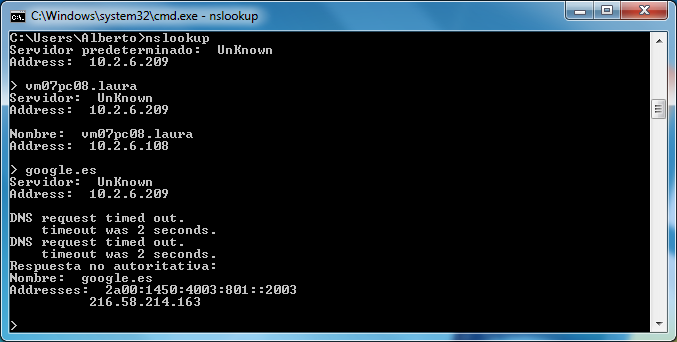 C:\Windows\system32\cmd.exe - nslookup
C:\Users\Alberto>nslookup
Servidor predeterminado:  UnKnown
Address:  10.2.6.209
> vm07pc08.laura
Servidor:  UnKnown
Address:  10.2.6.209
Nombre:  vm07pc08.laura
Address:  10.2.6.108
> google.es
Servidor:  UnKnown
Address:  10.2.6.209
DNS request timed out.
    timeout was 2 seconds.
DNS request timed out.
    timeout was 2 seconds.
Respuesta no autoritativa:
Nombre:  google.es
Addresses:  2a00:1450:4003:801::2003
          216.58.214.163
>